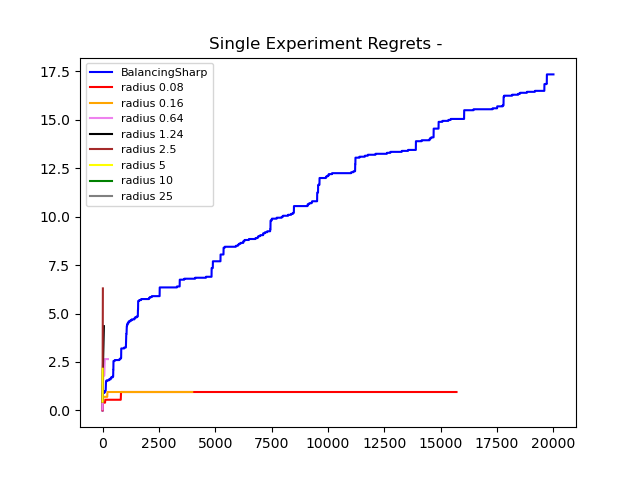 Single Experiment Regrets -
17.5
15.0
12.5
10.0
7.5
5.0
2.5
0.0
BalancingSharp
radius 0.08
radius 0.16
radius 0.64
radius 1.24
radius 2.5
radius 5
radius 10
radius 25
0 2500 5000 7500 10000 12500 15000 17500 20000